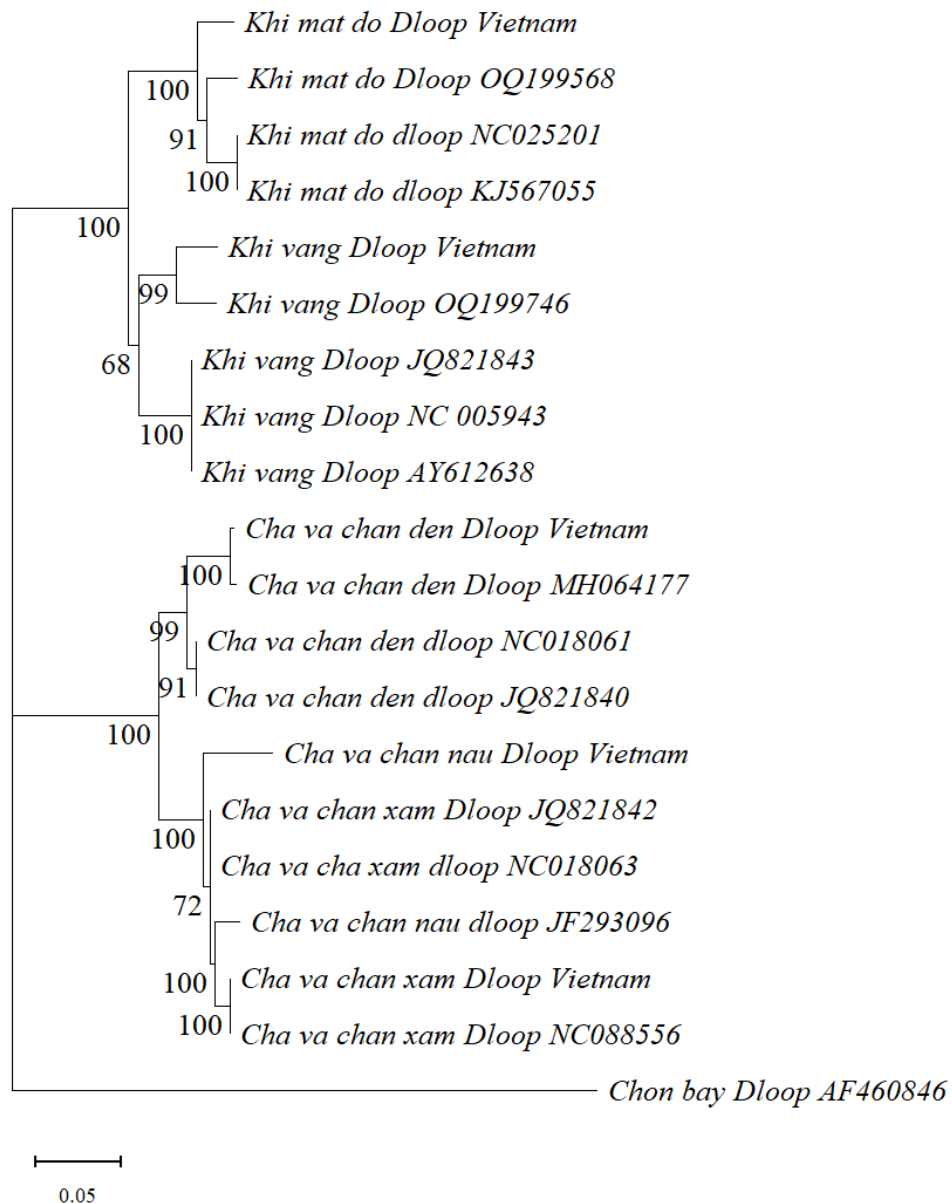 Khi mat do Dloop Vietnam
Khi mat do Dloop OQ199568
100
91
Khi mat do dloop NC025201
100
Khi mat do dloop KJ567055
100
Khi vang Dloop Vietnam
99
Khi vang Dloop OQ199746
68
Khi vang Dloop JQ821843
Khi vang Dloop NC 005943
100
Khi vang Dloop AY612638
Cha va chan den Dloop Vietnam
100
Cha va chan den Dloop MH064177
99
Cha va chan den dloop NC018061
91
Cha va chan den dloop JQ821840
100
Cha va chan nau Dloop Vietnam
Cha va chan xam Dloop JQ821842
100
Cha va cha xam dloop NC018063
72
Cha va chan nau dloop JF293096
Cha va chan xam Dloop Vietnam
100
100
Cha va chan xam Dloop NC088556
Chon bay Dloop AF460846
0.05